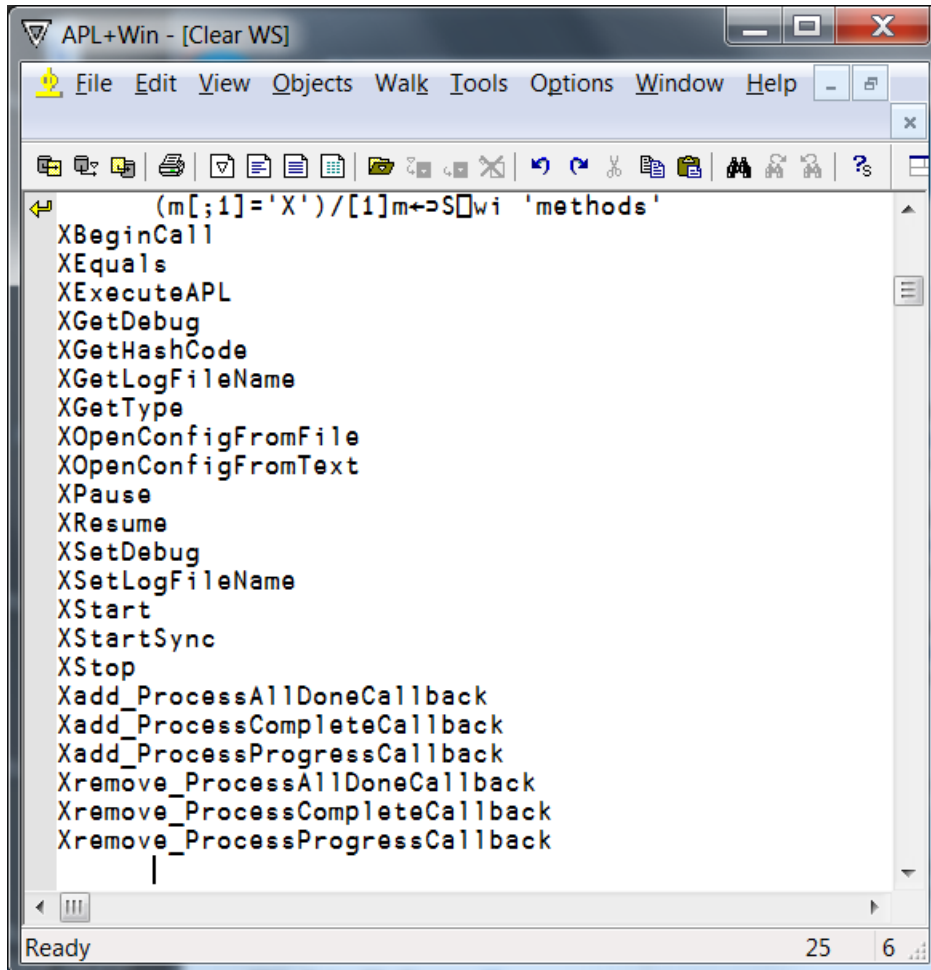 APL+Win - [Clear WS]
File Edit View Objects Walk Tools Options Window Help
(m[;1]='X')/[1]m←⊃S⎕wi 'methods'
XBeginCall
XEquals
XExecuteAPL
XGetDebug
XGetHashCode
XGetLogFileName
XGetType
XOpenConfigFromFile
XOpenConfigFromText
XPause
XResume
XSetDebug
XSetLogFileName
XStart
XStartSync
XStop
Xadd_ProcessAllDoneCallback
Xadd_ProcessCompleteCallback
Xadd_ProcessProgressCallback
Xremove_ProcessAllDoneCallback
Xremove_ProcessCompleteCallback
Xremove_ProcessProgressCallback
Ready 25 6